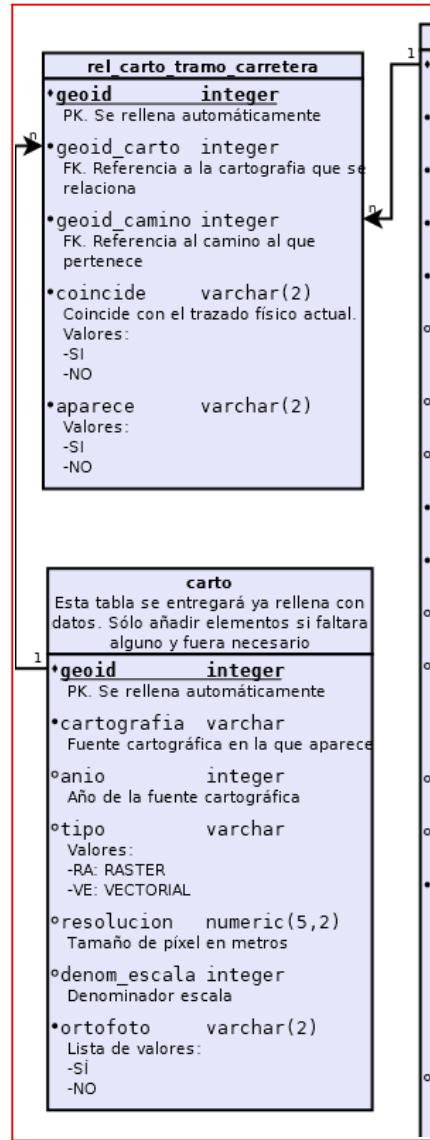 rel_carto_tramo_carretera
geoid integer
PK. Se rellena automáticamente
geoid_carto integer
FK. Referencia a la cartografia que se
relaciona
geoid_camino integer
FK. Referencia al camino al que
pertenece
coincide varchar(2)
Coincide con el trazado físico actual.
Valores:
-SI
-NO
aparece varchar(2)
Valores:
-SI
-NO
1
n
n
carto
Esta tabla se entregará ya rellena con
datos. Sólo añadir elementos si faltara
alguno y fuera necesario
1
geoid integer
PK. Se rellena automáticamente
cartografia varchar
Fuente cartográfica en la que aparece
anio integer
Año de la fuente cartográfica
tipo varchar
Valores:
-RA: RASTER
-VE: VECTORIAL
resolucion numeric(5,2)
Tamaño de píxel en metros
denom_escala integer
Denominador escala
ortofoto varchar(2)
Lista de valores:
-SÍ
-NO